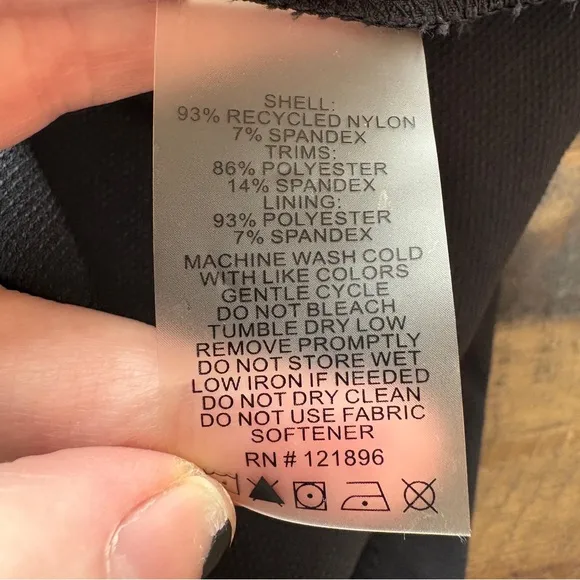 SHELL:
93% RECYCLED NYLON
7% SPANDEX
TRIMS:
86% POLYESTER
14% SPANDEX
LINING:
93% POLYESTER
7% SPANDEX
MACHINE WASH COLD
WITH LIKE COLORS
GENTLE CYCLE
DO NOT BLEACH
TUMBLE DRY LOW
REMOVE PROMPTLY
DO NOT STORE WET
LOW IRON IF NEEDED
DO NOT DRY CLEAN
DO NOT USE FABRIC
SOFTENER
RN # 121896